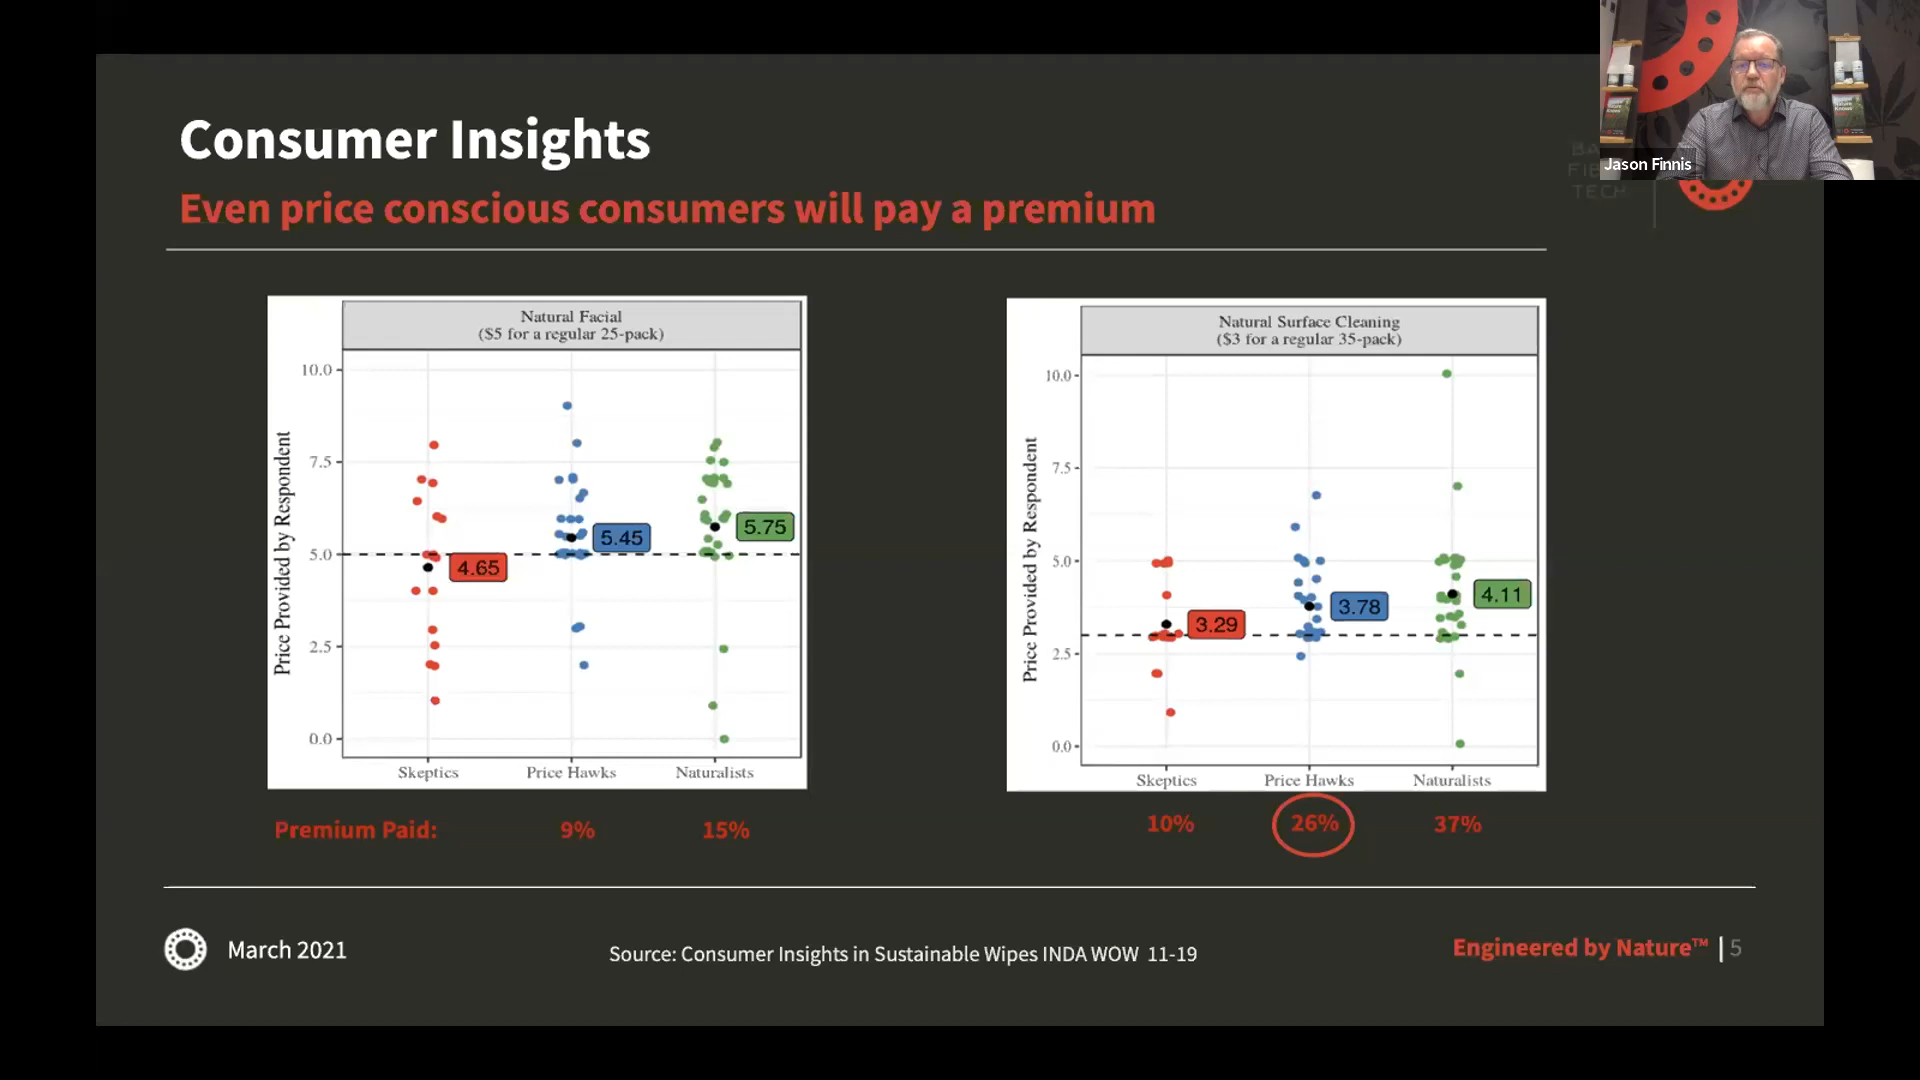 Consumer Insights
Even price conscious consumers will pay a premium
Jason Finnis
TECH
Natural Facial
($5 for a regular 25-pack)
Price Provided by Respondent
10.0
7.5
5.0
2.5
0.0
4.65
5.45
5.75
Skeptics Price Hawks Naturalists
Premium Paid: 9% 15%
Natural Surface Cleaning
($3 for a regular 35-pack)
Price Provided by Respondent
10.0
7.5
5.0
2.5
0.0
3.29
3.78
4.11
Skeptics Price Hawks Naturalists
10% 26% 37%
March 2021
Source: Consumer Insights in Sustainable Wipes INDA WOW 11-19
Engineered by Nature™ | 5